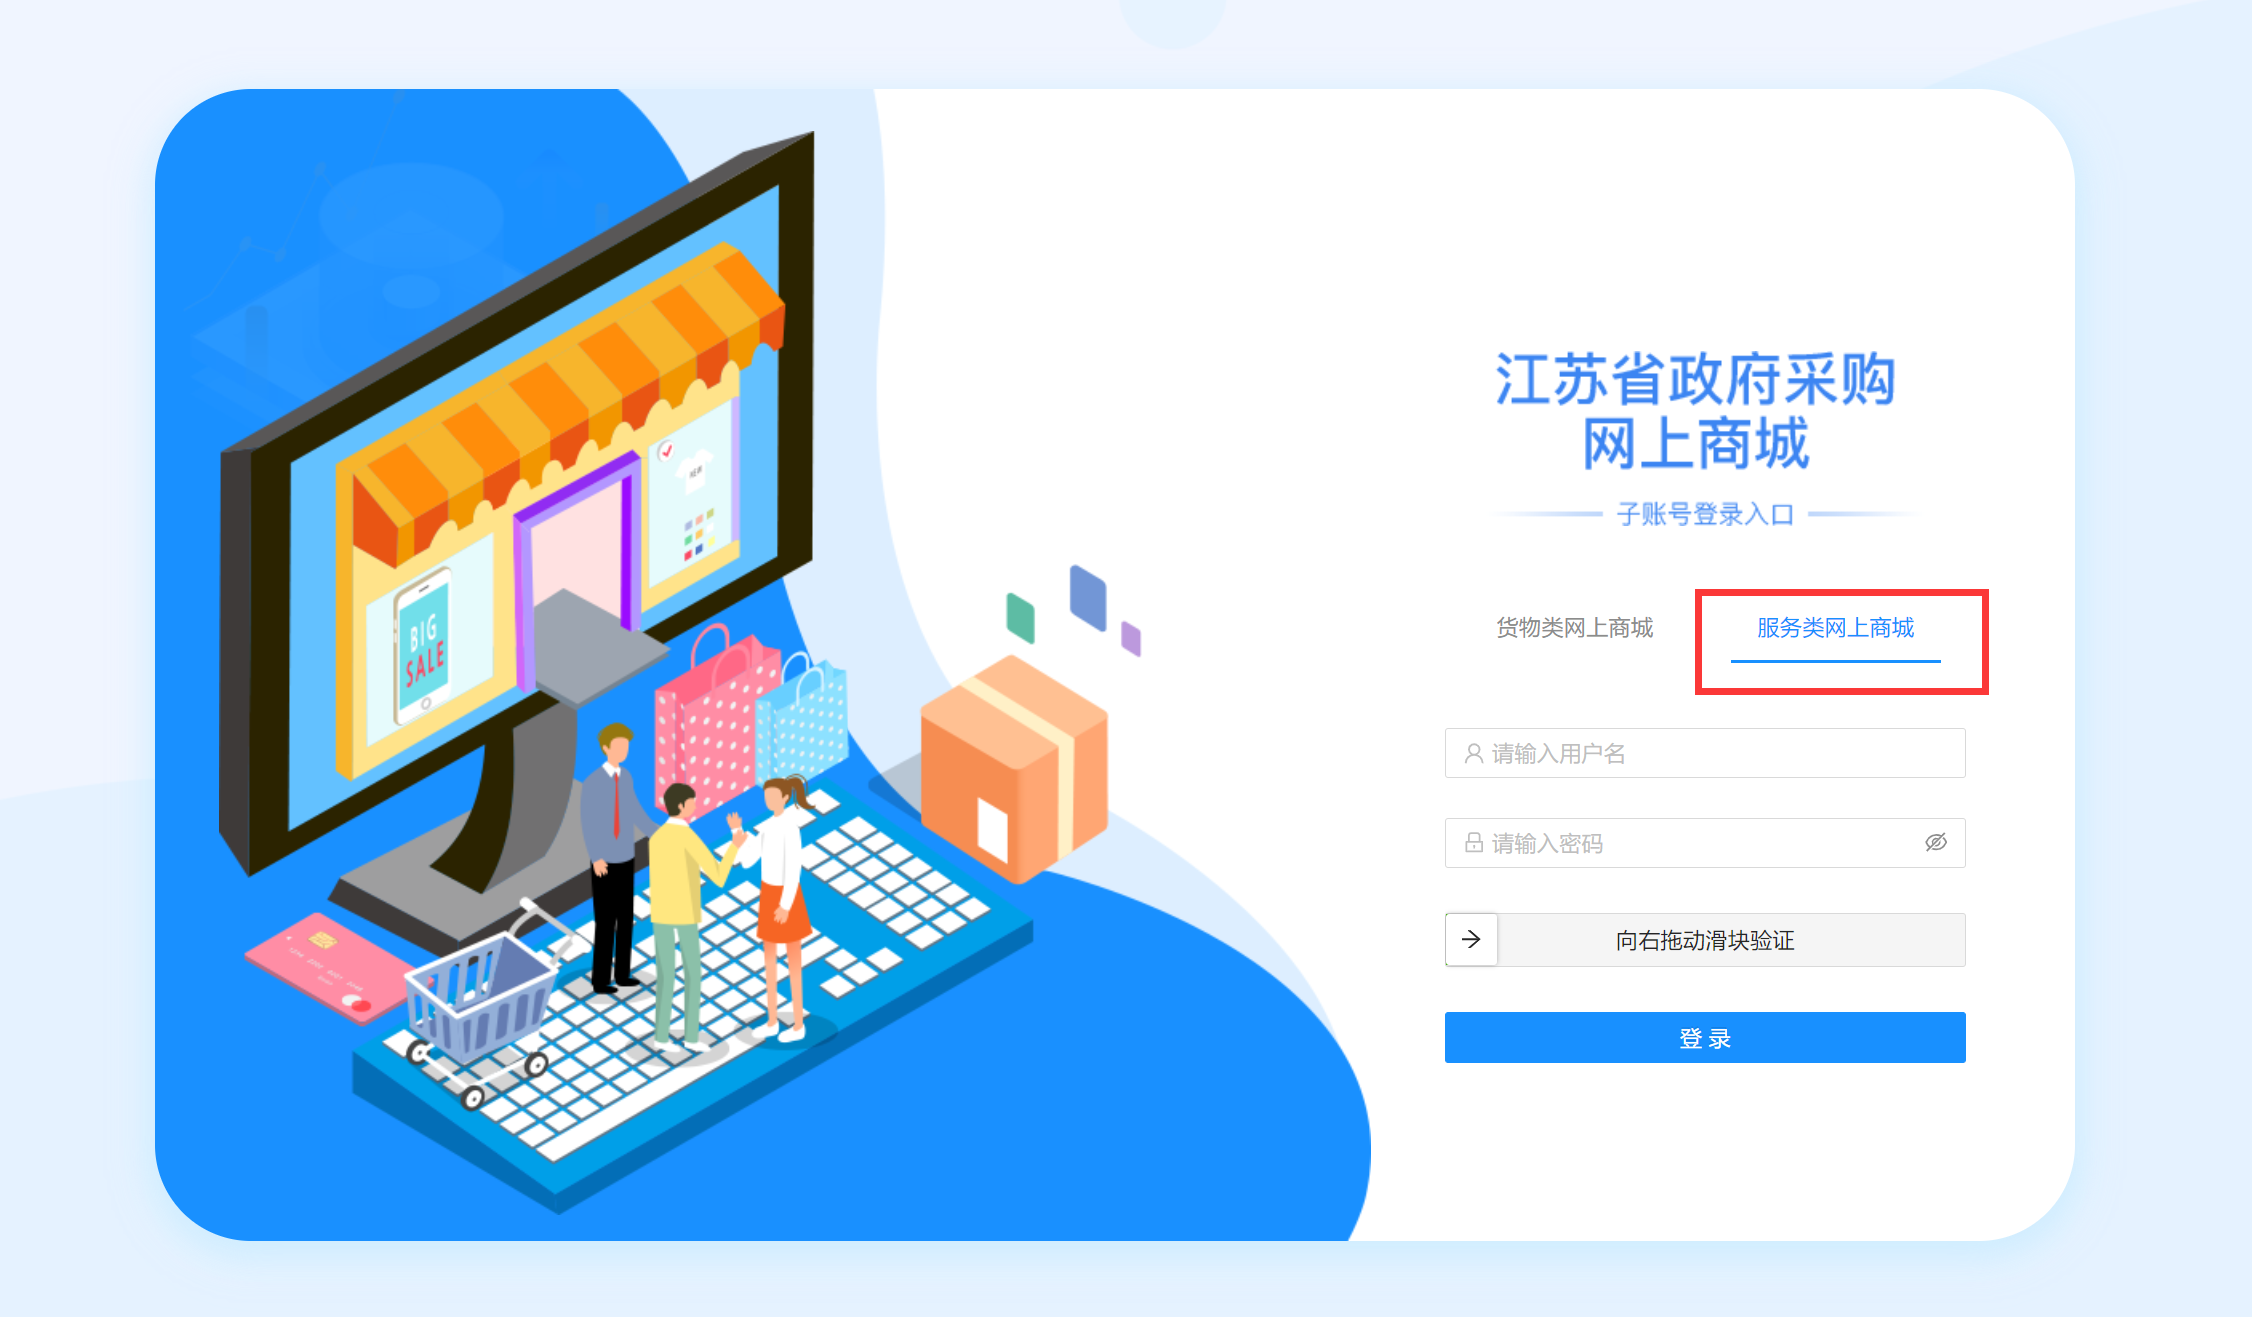 江苏省政府采购
网上商城
子账号登录入口
货物类网上商城 服务类网上商城
请输入用户名
请输入密码
向右拖动滑块验证
登录
NEW
BIG
SALE